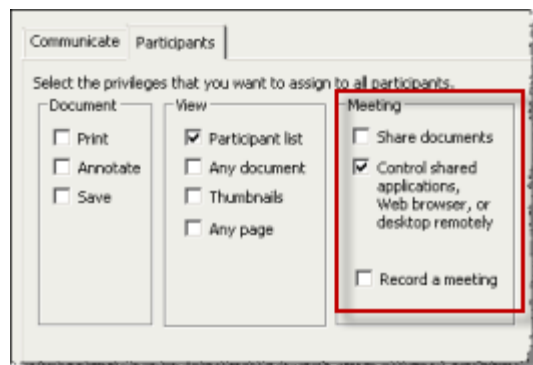 Communicate Participants
Select the privileges that you want to assign to all participants.
Document
Print
Annotate
Save
View
Participant list
Any document
Thumbnails
Any page
Meeting
Share documents
Control shared
applications,
Web browser, or
desktop remotely
Record a meeting